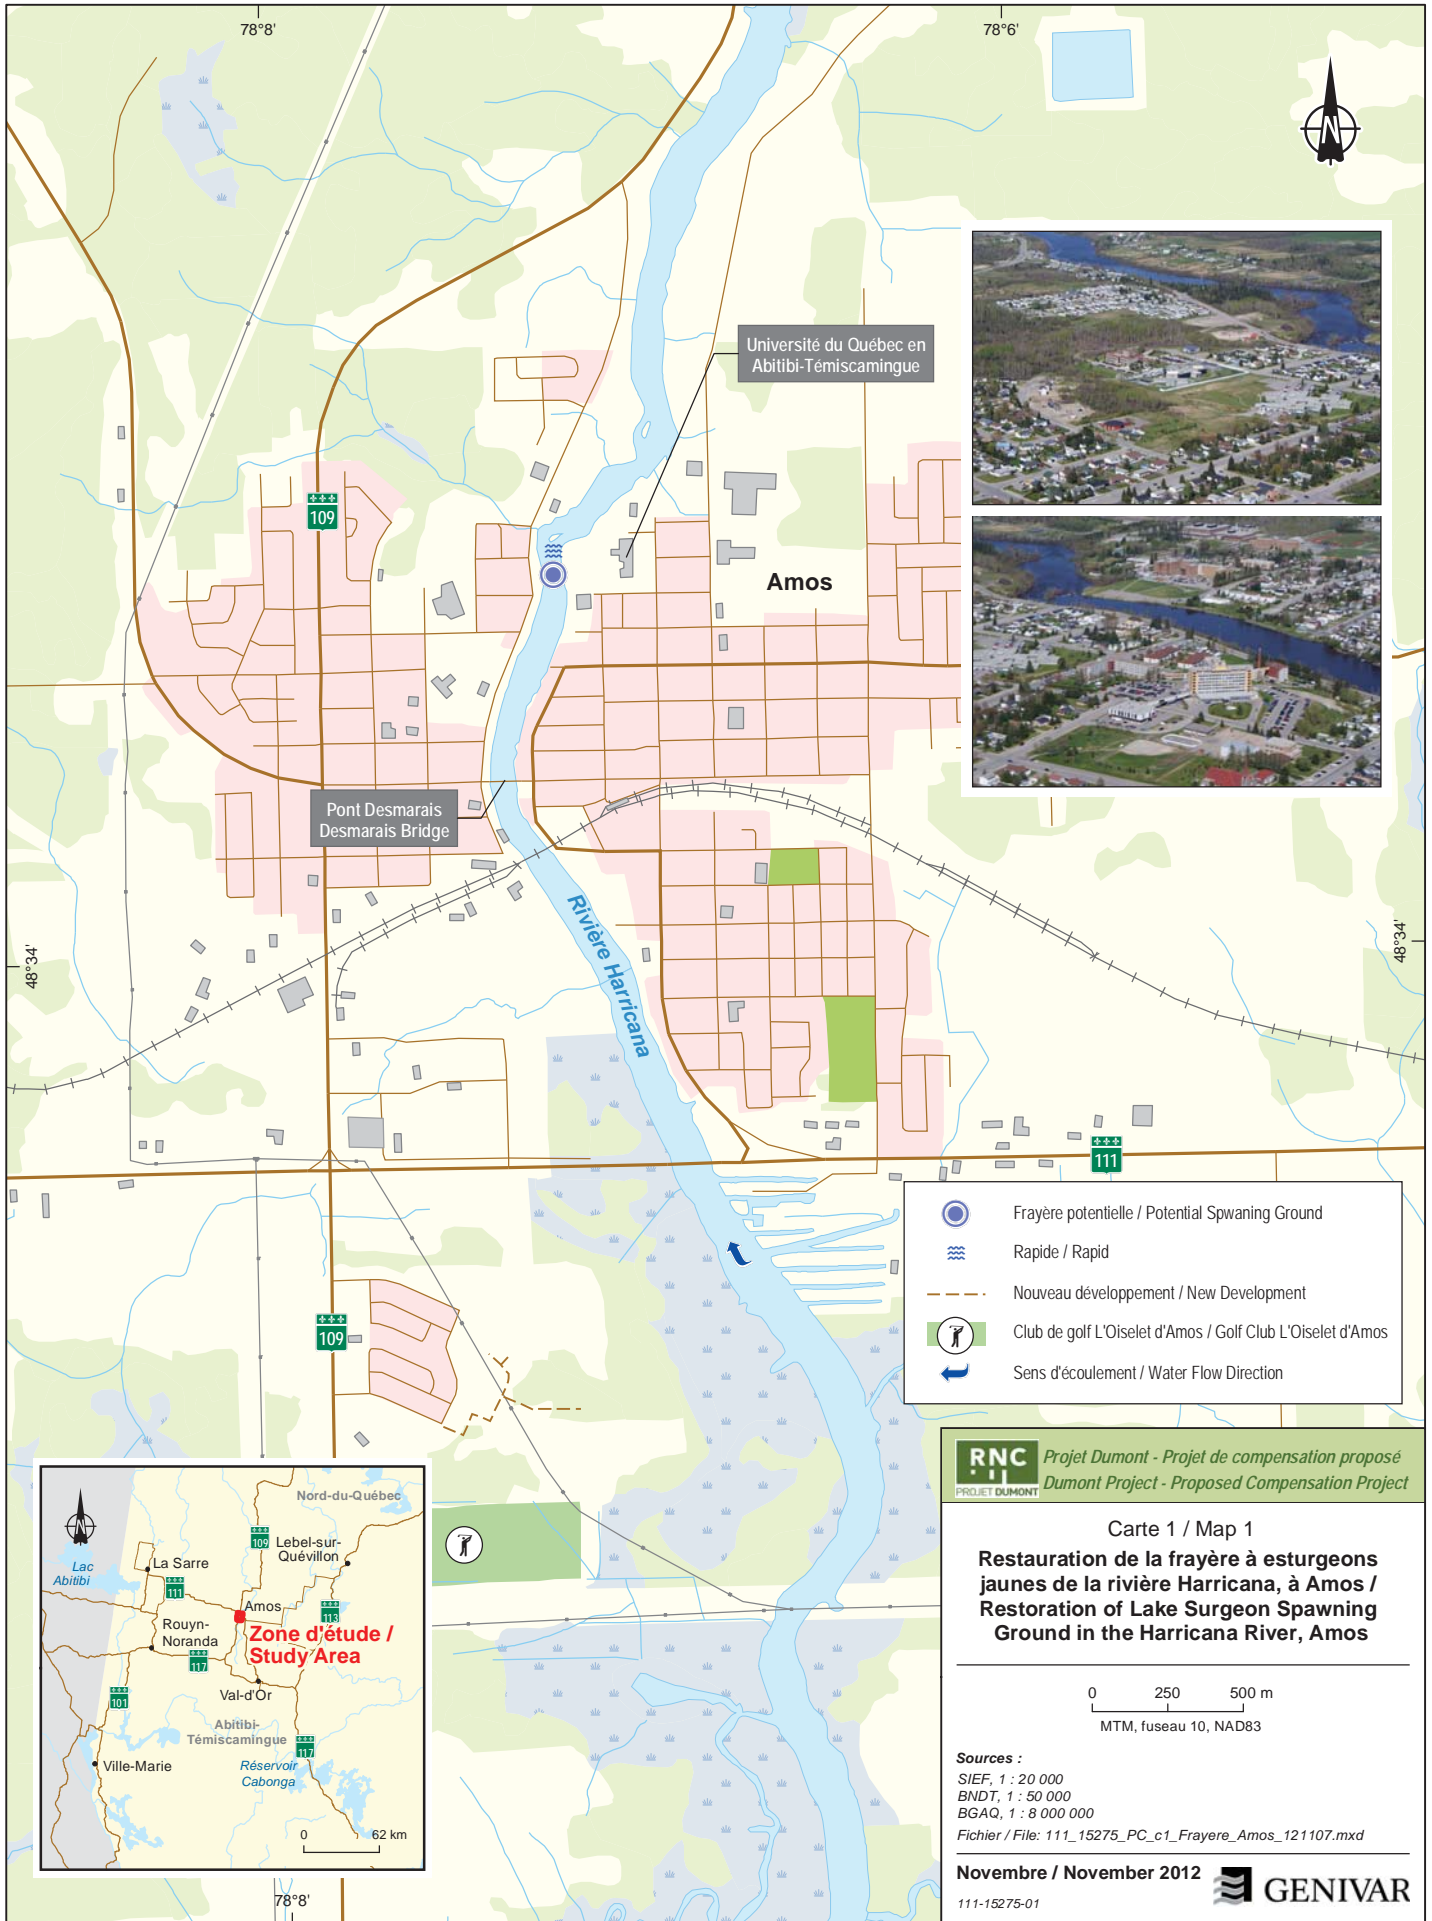 78°8'
78°6'
Université du Québec en
Abitibi-Témiscamingue
109
Amos
Pont Desmarais
Desmarais Bridge
Rivière Harricana
48°34'
48°34'
111
109
Frayère potentielle / Potential Spwaning Ground
Rapide / Rapid
Nouveau développement / New Development
Club de golf L'Oiselet d'Amos / Golf Club L'Oiselet d'Amos
Sens d'écoulement / Water Flow Direction
RNC
PROJET DUMONT
Projet Dumont - Projet de compensation proposé
Dumont Project - Proposed Compensation Project
Carte 1 / Map 1
Restauration de la frayère à esturgeons
jaunes de la rivière Harricana, à Amos /
Restoration of Lake Surgeon Spawning
Ground in the Harricana River, Amos
0 250 500 m
MTM, fuseau 10, NAD83
Sources :
SIEF, 1 : 20 000
BNDT, 1 : 50 000
BGAQ, 1 : 8 000 000
Fichier / File: 111_15275_PC_c1_Frayere_Amos_121107.mxd
Novembre / November 2012
GENIVAR
111-15275-01
N
Nord-du-Québec
109
Lebel-sur-
Quévillon
Lac
Abitibi
La Sarre
111
Amos
113
Rouyn-
Noranda
Zone d'étude /
Study Area
117
Val-d'Or
101
Abitibi-
Témiscamingue
117
Ville-Marie
Réservoir
Cabonga
0 62 km
78°8'
N